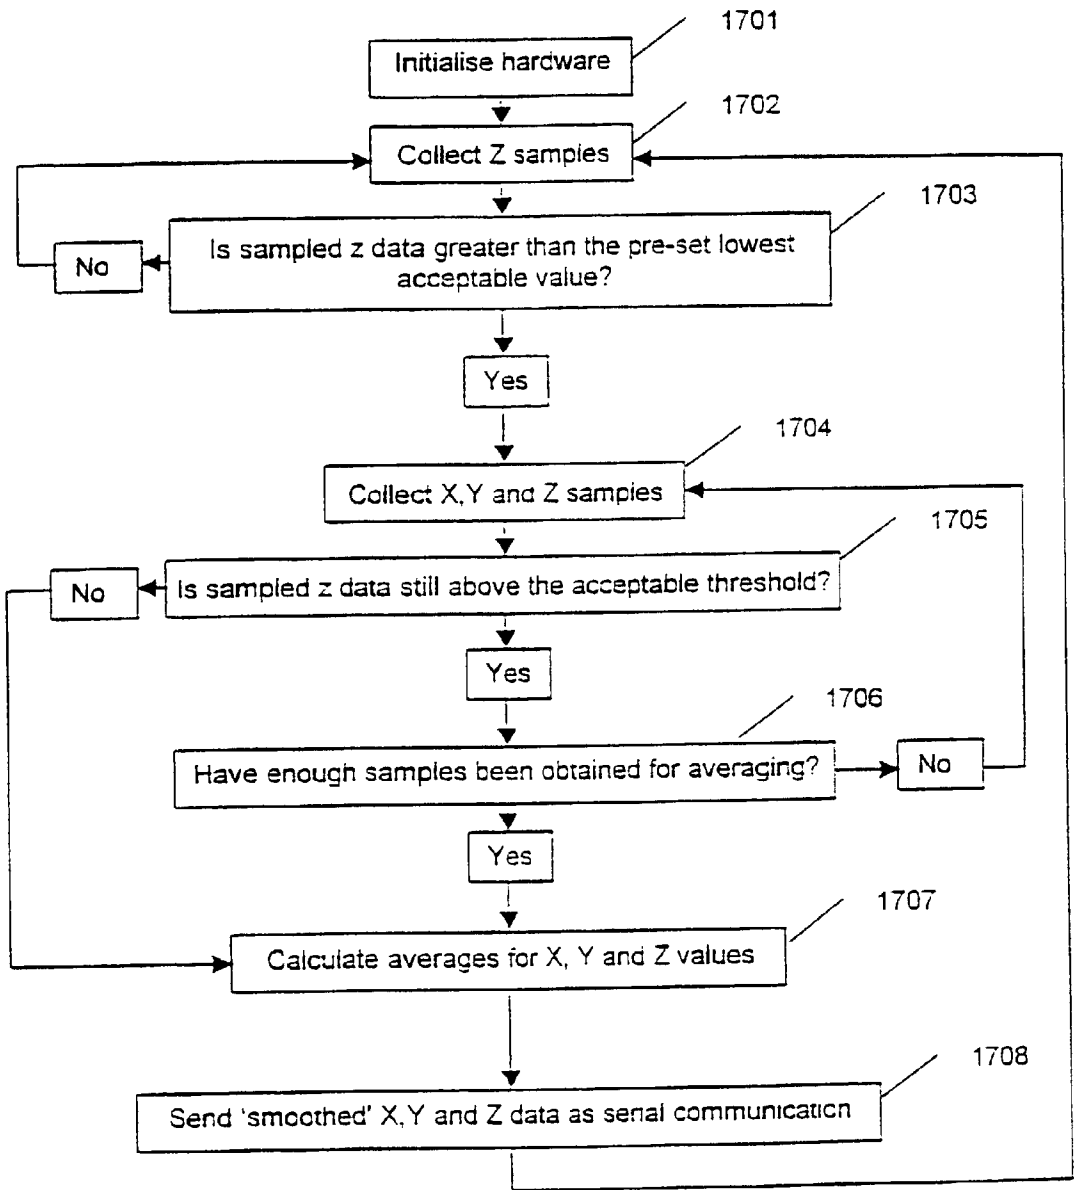 1701
Initialise hardware
1702
Collect Z samples
1703
Is sampled z data greater than the pre-set lowest
acceptable value?
No
Yes
1704
Collect X,Y and Z samples
1705
Is sampled z data still above the acceptable threshold?
No
Yes
1706
Have enough samples been obtained for averaging?
No
Yes
1707
Calculate averages for X, Y and Z values
1708
Send 'smoothed' X,Y and Z data as serial communication